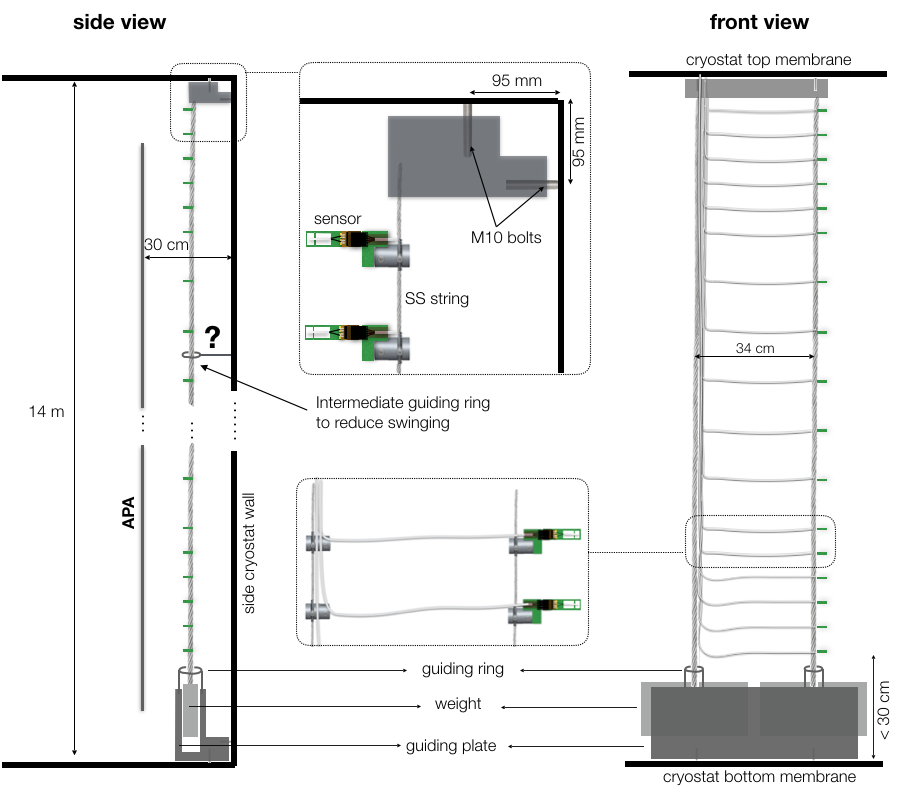 side view
front view
cryostat top membrane
95 mm
95 mm
M10 bolts
sensor
SS string
30 cm
?
34 cm
Intermediate guiding ring
to reduce swinging
14 m
APA
side cryostat wall
guiding ring
weight
guiding plate
< 30 cm
cryostat bottom membrane